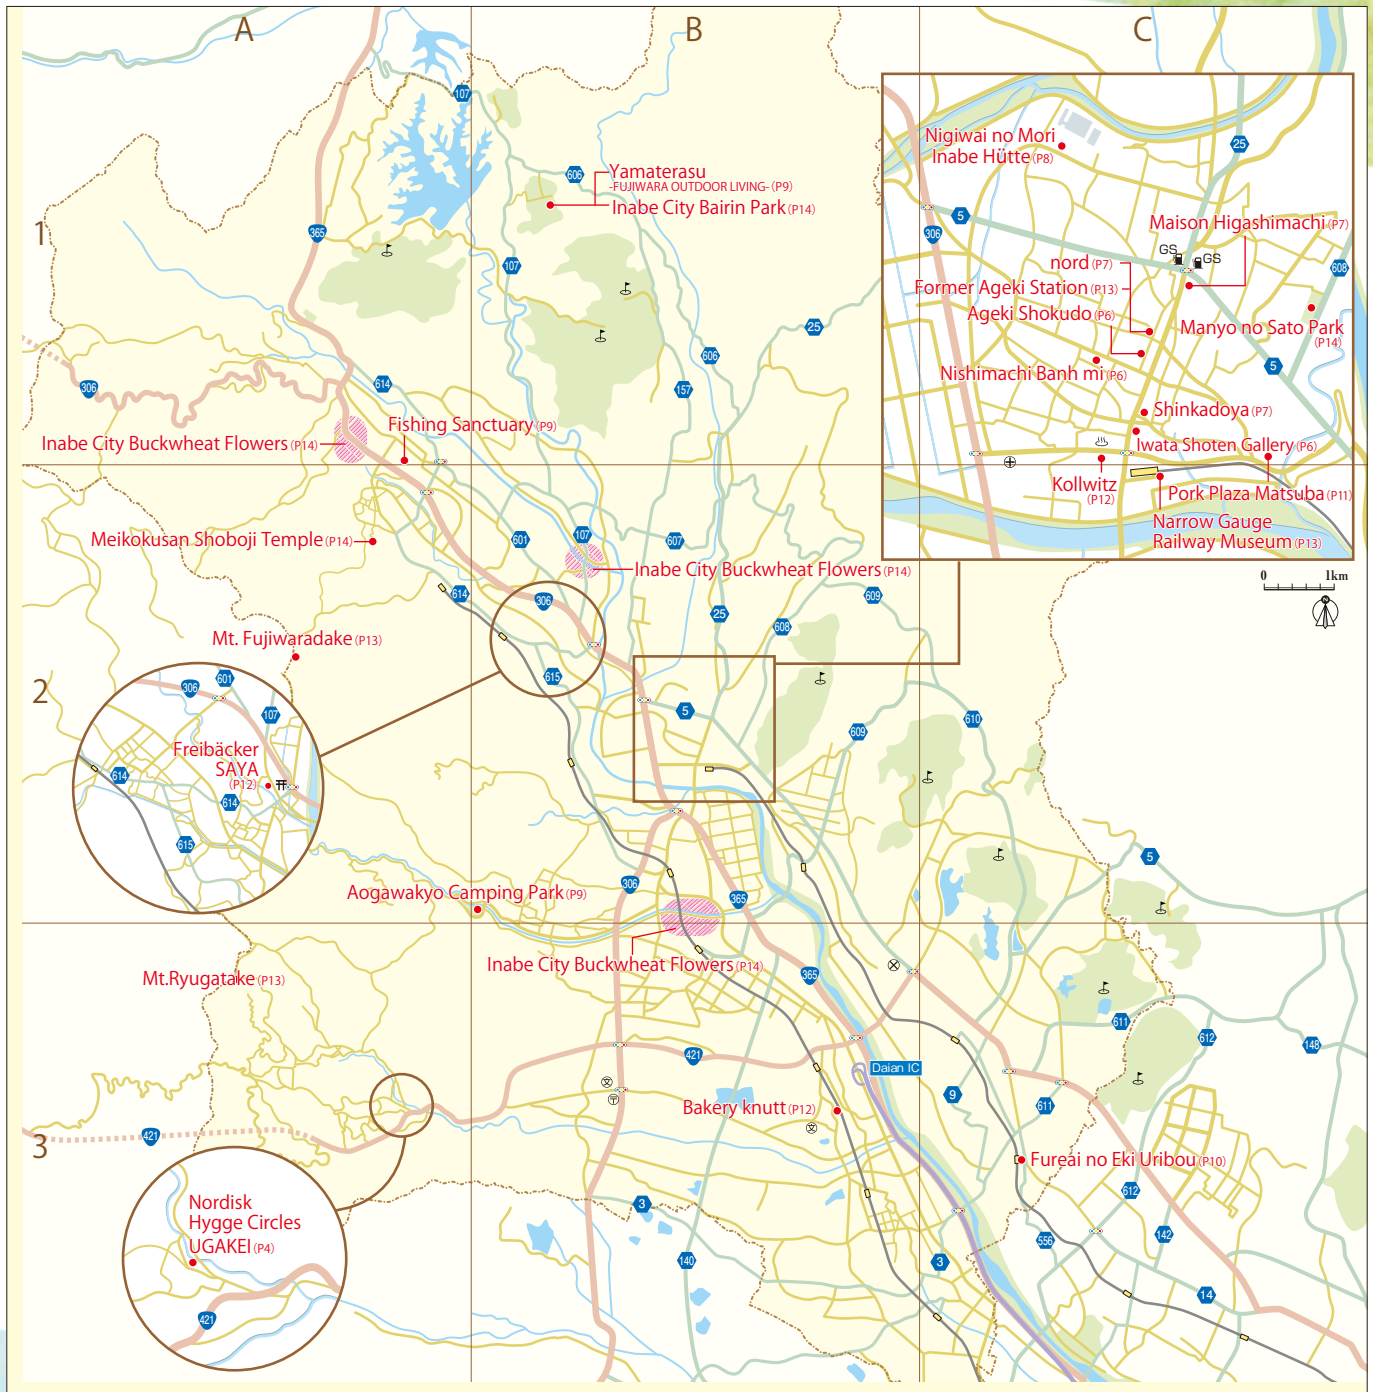 A
B
C
1
2
3
107
365
606
Yamaterasu
-FUJIWARA OUTDOOR LIVING- (P9)
Inabe City Bairin Park (P14)
107
25
606
157
306
614
Inabe City Buckwheat Flowers (P14)
Fishing Sanctuary (P9)
Nigiwai no Mori
Inabe Hütte (P8)
25
5
306
Maison Higashimachi (P7)
GS
GS
608
nord (P7)
Former Ageki Station (P13)
Ageki Shokudo (P6)
Manyo no Sato Park
(P14)
5
Nishimachi Banh mi (P6)
Shinkadoya (P7)
Iwata Shoten Gallery (P6)
Kollwitz
(P12)
Pork Plaza Matsuba (P11)
Narrow Gauge
Railway Museum (P13)
0 1km
N
Meikokusan Shoboji Temple (P14)
601
107
607
Inabe City Buckwheat Flowers (P14)
614
306
25
609
608
Mt. Fujiwaradake (P13)
615
5
609
610
306
601
107
Freibäcker
SAYA
(P12)
614
614
615
5
306
365
Aogawakyo Camping Park (P9)
Inabe City Buckwheat Flowers (P14)
Mt.Ryugatake (P13)
365
611
612
148
421
Daian IC
9
611
Bakery knutt (P12)
文
文
421
Fureai no Eki Uribou (P10)
612
3
556
142
140
3
14
Nordisk
Hygge Circles
UGAKEI (P4)
421